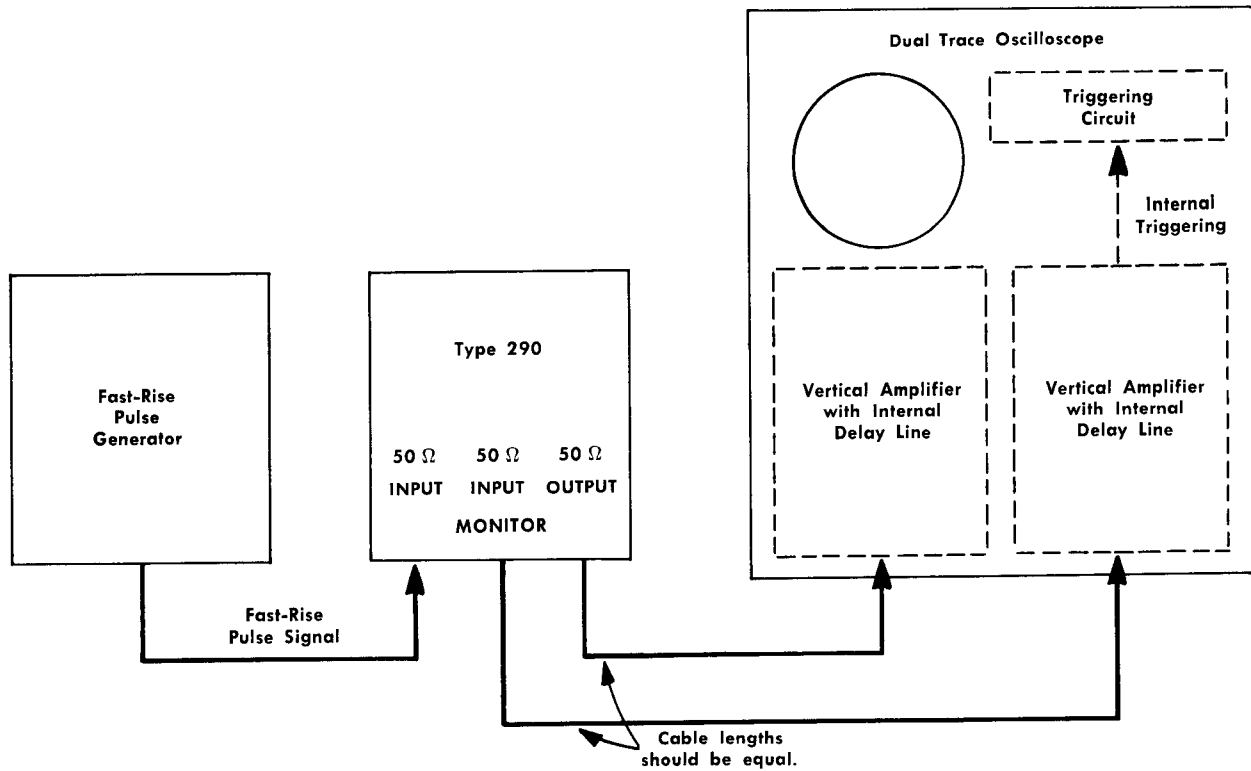 Dual Trace Oscilloscope
Triggering
Circuit
Internal
Triggering
Fast-Rise
Pulse
Generator
Type 290
50 Ω 50 Ω 50 Ω
INPUT INPUT OUTPUT
MONITOR
Vertical Amplifier
with Internal
Delay Line
Vertical Amplifier
with Internal
Delay Line
Fast-Rise
Pulse Signal
Cable lengths
should be equal.